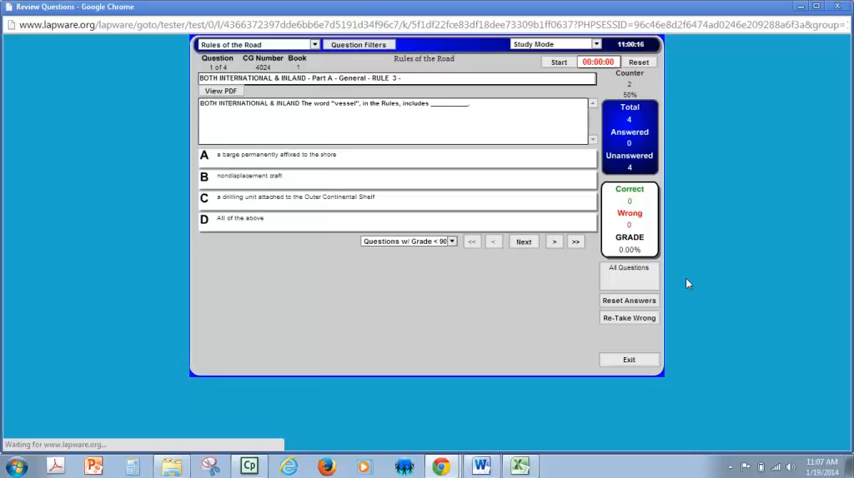 Review Questions - Google Chrome
www.lapware.org/goto/tester/test/0/l/4366372397dde6bb6e7d5191d34f96c7/k/5f1df22fce83df18dee73309b1ff0637?PHPSESSID=96c46e8d2f6474ad0246e209288a6f3a&group=
Rules of the Road Question Filters Study Mode 11:00:16
Question CG Number Book Rules of the Road Start 00:00:00 Reset
1 of 4 4024 1
Counter
2
50%
BOTH INTERNATIONAL & INLAND - Part A - General - RULE 3 -
View PDF
BOTH INTERNATIONAL & INLAND The word "vessel", in the Rules, includes __________.
A a barge permanently affixed to the shore
B nondisplacement craft
C a drilling unit attached to the Outer Continental Shelf
D All of the above
Questions w/ Grade < 90 << < Next > >>
Total
4
Answered
0
Unanswered
4
Correct
0
Wrong
0
GRADE
0.00%
All Questions
Reset Answers
Re-Take Wrong
Exit
Waiting for www.lapware.org...
Cp
11:07 AM
1/19/2014